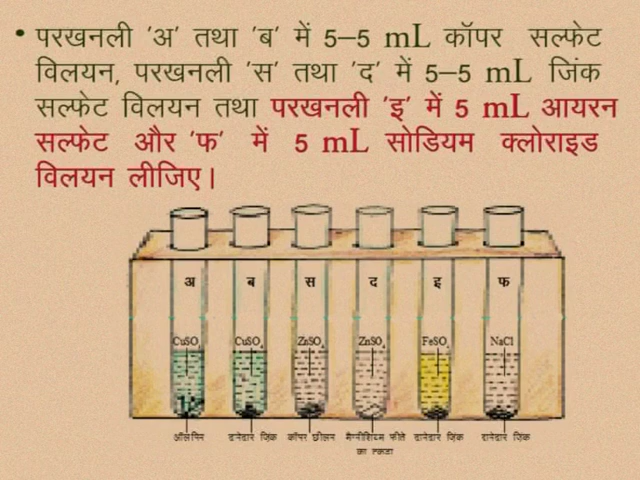 • परखनली 'अ' तथा 'ब' में 5–5 mL कॉपर सल्फेट
विलयन, परखनली 'स' तथा 'द' में 5–5 mL जिंक
सल्फेट विलयन तथा परखनली 'इ' में 5 mL आयरन
सल्फेट और 'फ' में 5 mL सोडियम क्लोराइड
विलयन लीजिए।
अ ब स द इ फ
CuSO₄ CuSO₄ ZnSO₄ ZnSO₄ FeSO₄ NaCl
ऑलपिन दानेदार जिंक कॉपर छीलन मैग्नीशियम फीते दानेदार जिंक दानेदार जिंक
का टुकड़ा